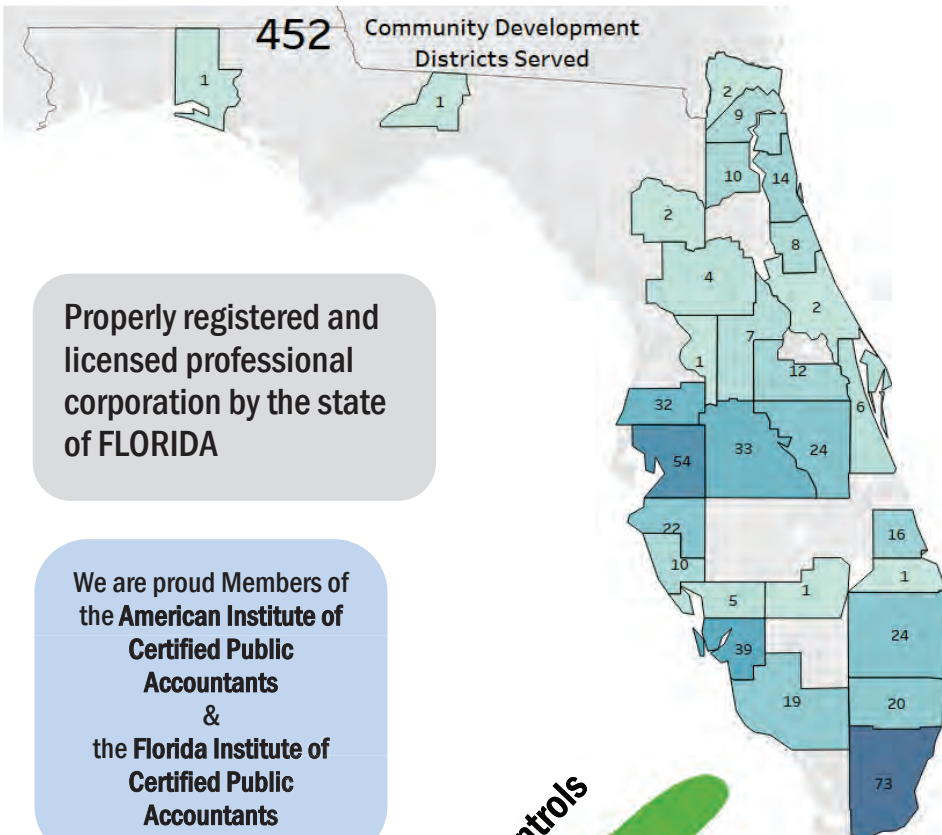 452
Community Development
Districts Served
1
1
2
9
10
14
2
8
4
2
7
1
12
6
32
33
24
54
22
16
10
1
1
5
24
39
19
20
73
Properly registered and
licensed professional
corporation by the state
of FLORIDA
We are proud Members of
the American Institute of
Certified Public
Accountants
&
the Florida Institute of
Certified Public
Accountants